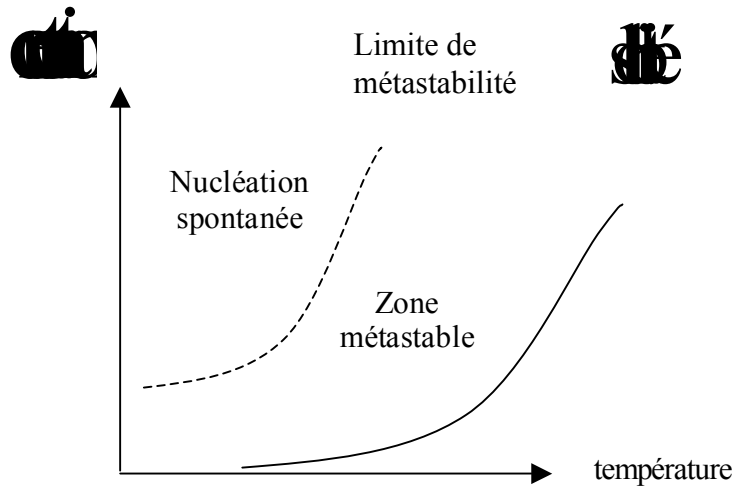 Limite de
métastabilité
Nucléation
spontanée
Zone
métastable
température